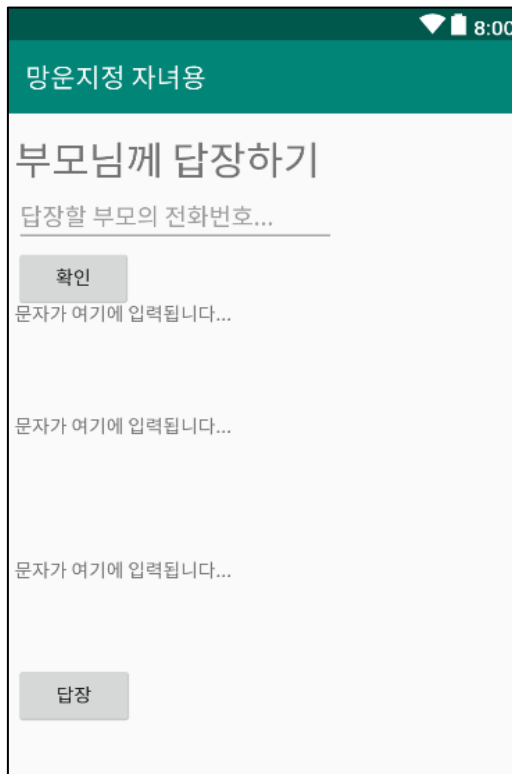 8:00
망운지정 자녀용
부모님께 답장하기
답장할 부모의 전화번호...
확인
문자가 여기에 입력됩니다...
문자가 여기에 입력됩니다...
문자가 여기에 입력됩니다...
답장